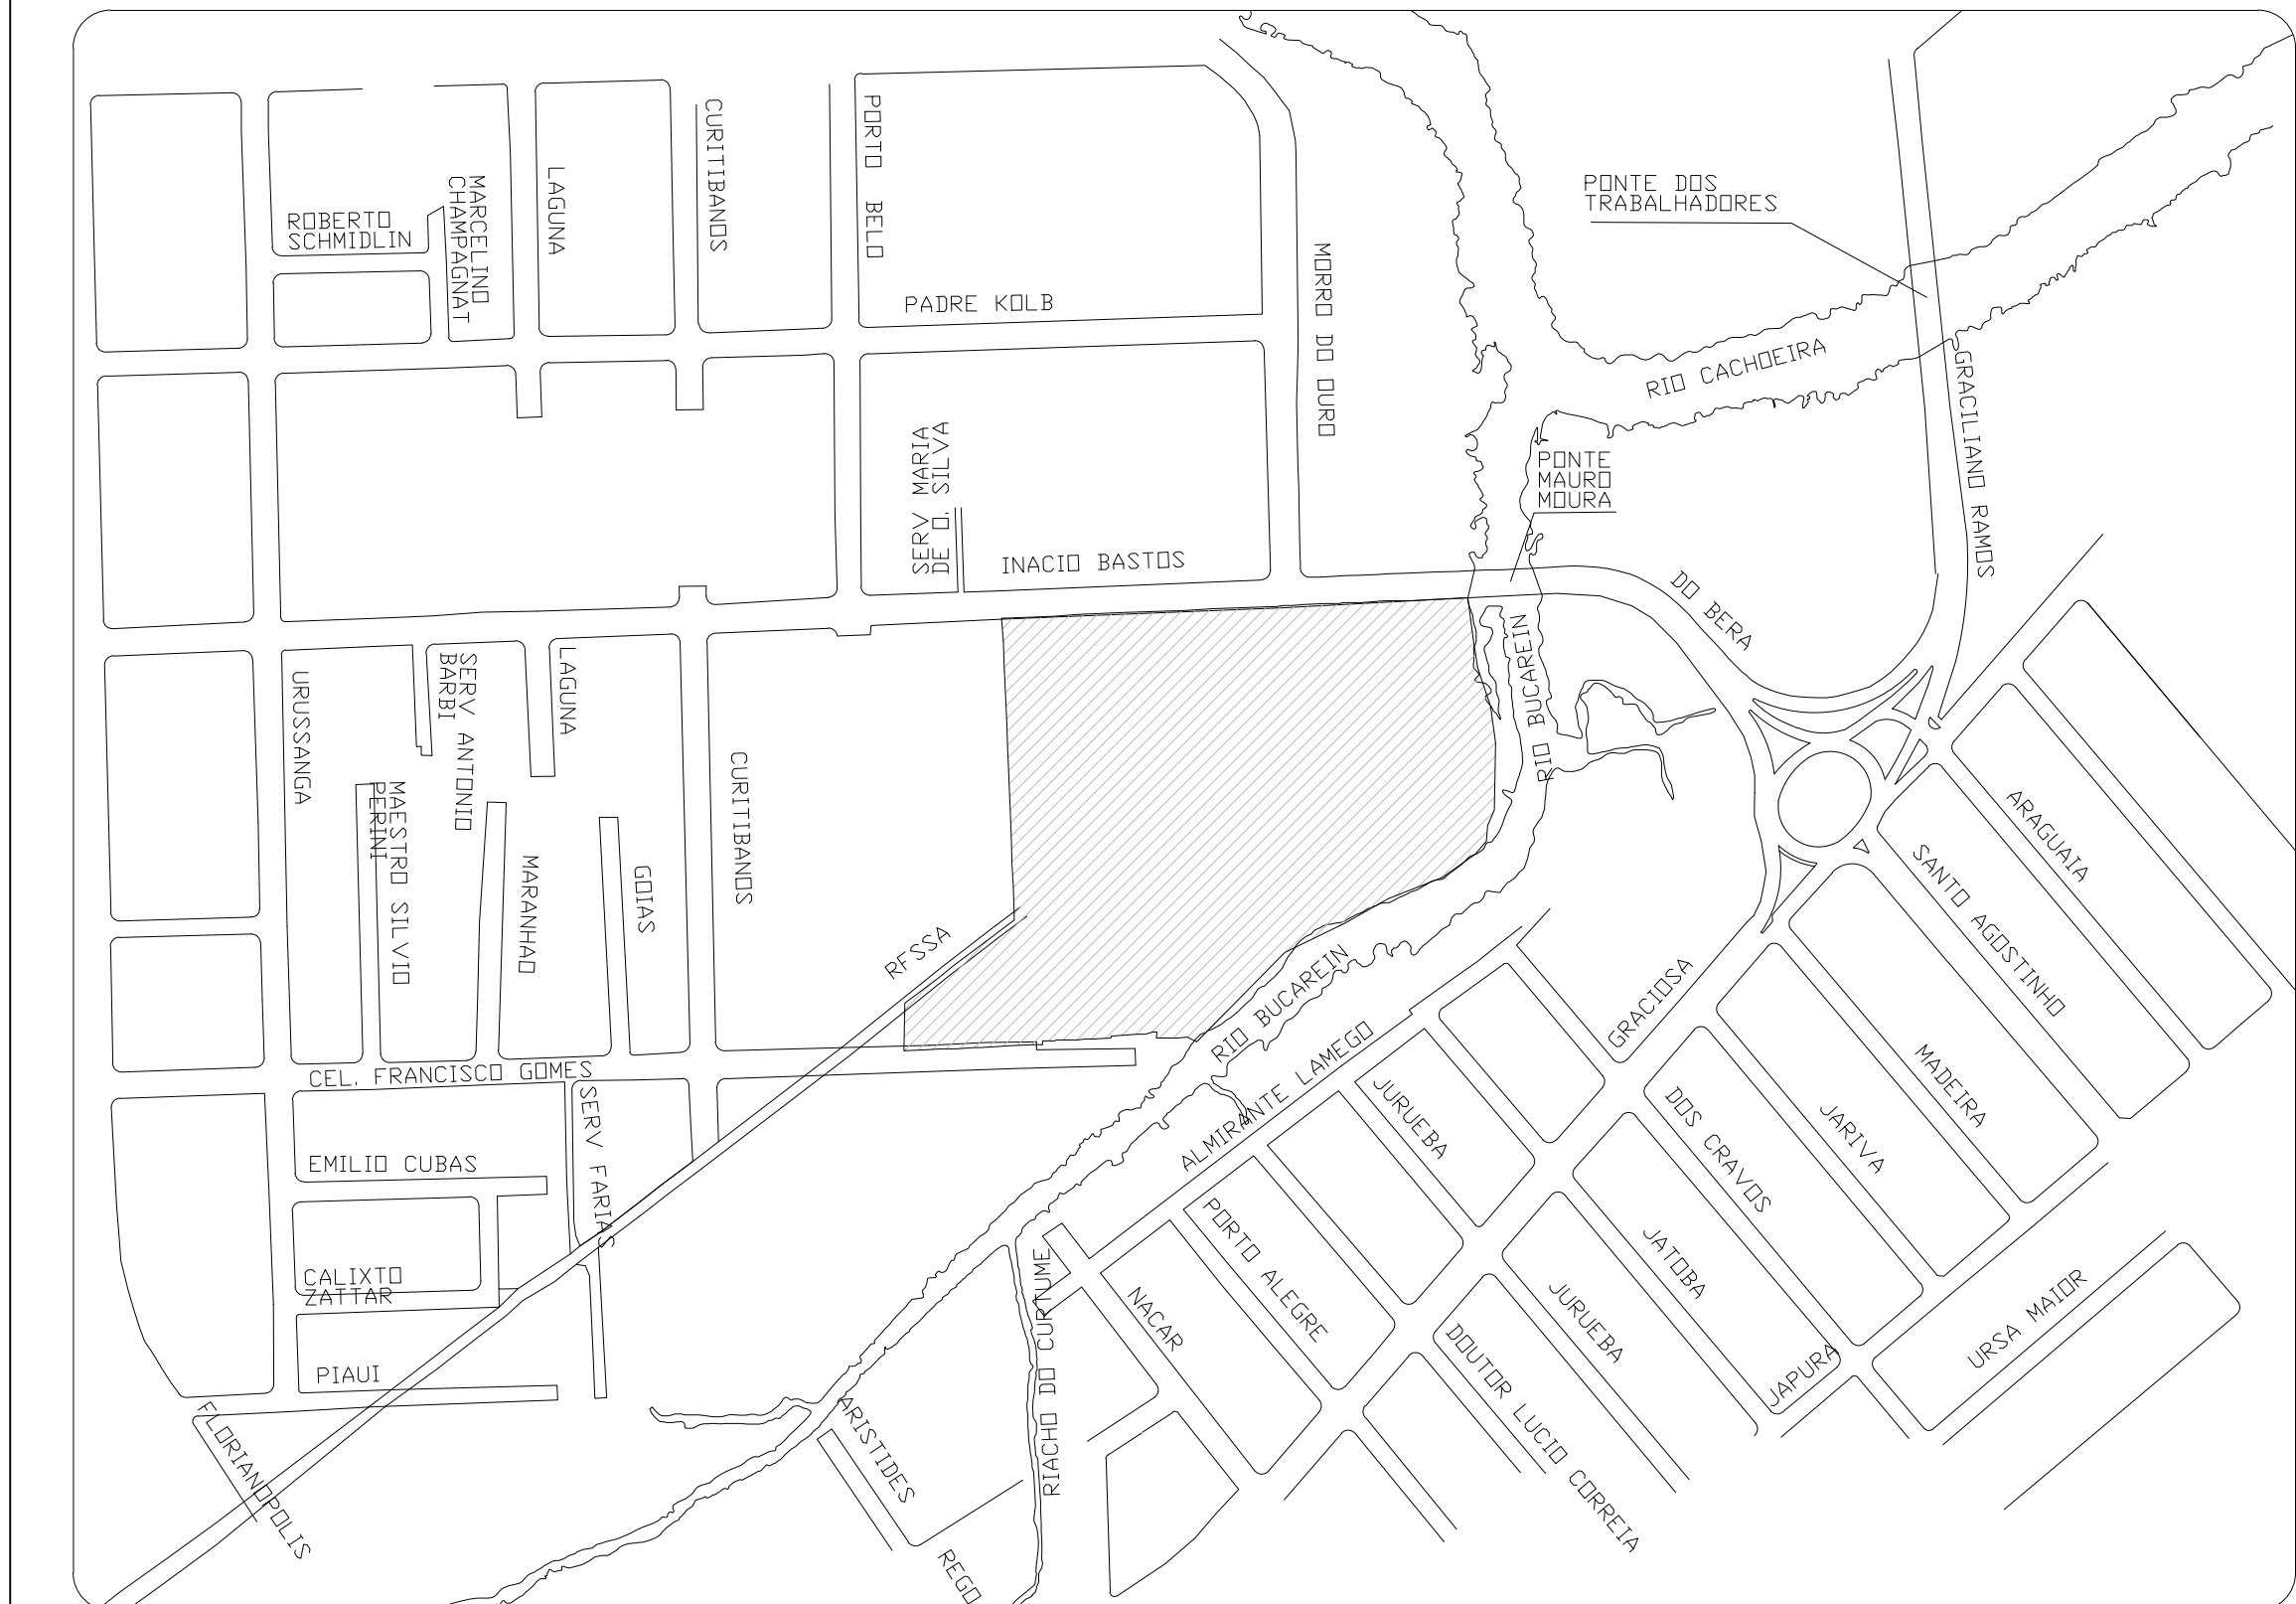 ROBERTO
SCHMIDLIN
MARCELINO
CHAMPAGNAT
LAGUNA
CURITIBANOS
PORTO BELO
PADRE KOLB
MORRO DO OURO
PONTE DOS
TRABALHADORES
RIO CACHOEIRA
GRACILIANO RAMOS
SERV MARIA
DE O. SILVA
INACIO BASTOS
PONTE
MAURO
MOURA
DO BERA
RIO BUCAREIN
URUSSANGA
SERV ANTONIO
BARBI
LAGUNA
MAESTRO SILVIO
PERINI
MARANHAO
GOIAS
CURITIBANOS
RFSSA
ARAGUAIA
SANTO AGOSTINHO
GRACIOSA
MADEIRA
JARIVA
DOS CRAVOS
RIO BUCAREIN
ALMIRANTE LAMEGO
JURUEBA
CEL. FRANCISCO GOMES
SERV FARIAS
EMILIO CUBAS
CALIXTO
ZATTAR
PIAUI
FLORIANOPOLIS
RIACHO DO CURTUME
NACAR
PORTO ALEGRE
JATOBA
JURUEBA
JAPURA
URSA MAIOR
DOUTOR LUCIO CORREIA
ARISTIDES
REGO